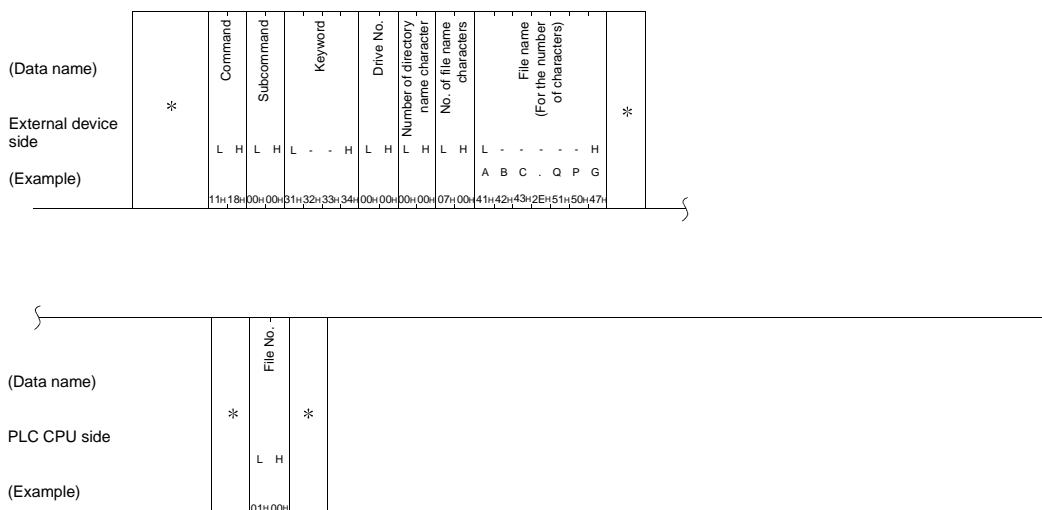 (Data name)
External device
side
(Example)
*
Command
L H
11H 18H
Subcommand
L H
00H 00H
Keyword
L - - H
31H 32H 33H 34H
Drive No.
L H
00H 00H
Number of directory
name character
L H
00H 00H
No. of file name
characters
L H
07H 00H
File name
(For the number
of characters)
L - - - - - H
A B C . Q P G
41H 42H 43H 2EH 51H 50H 47H
*
(Data name)
PLC CPU side
(Example)
*
File No.
L H
01H 00H
*